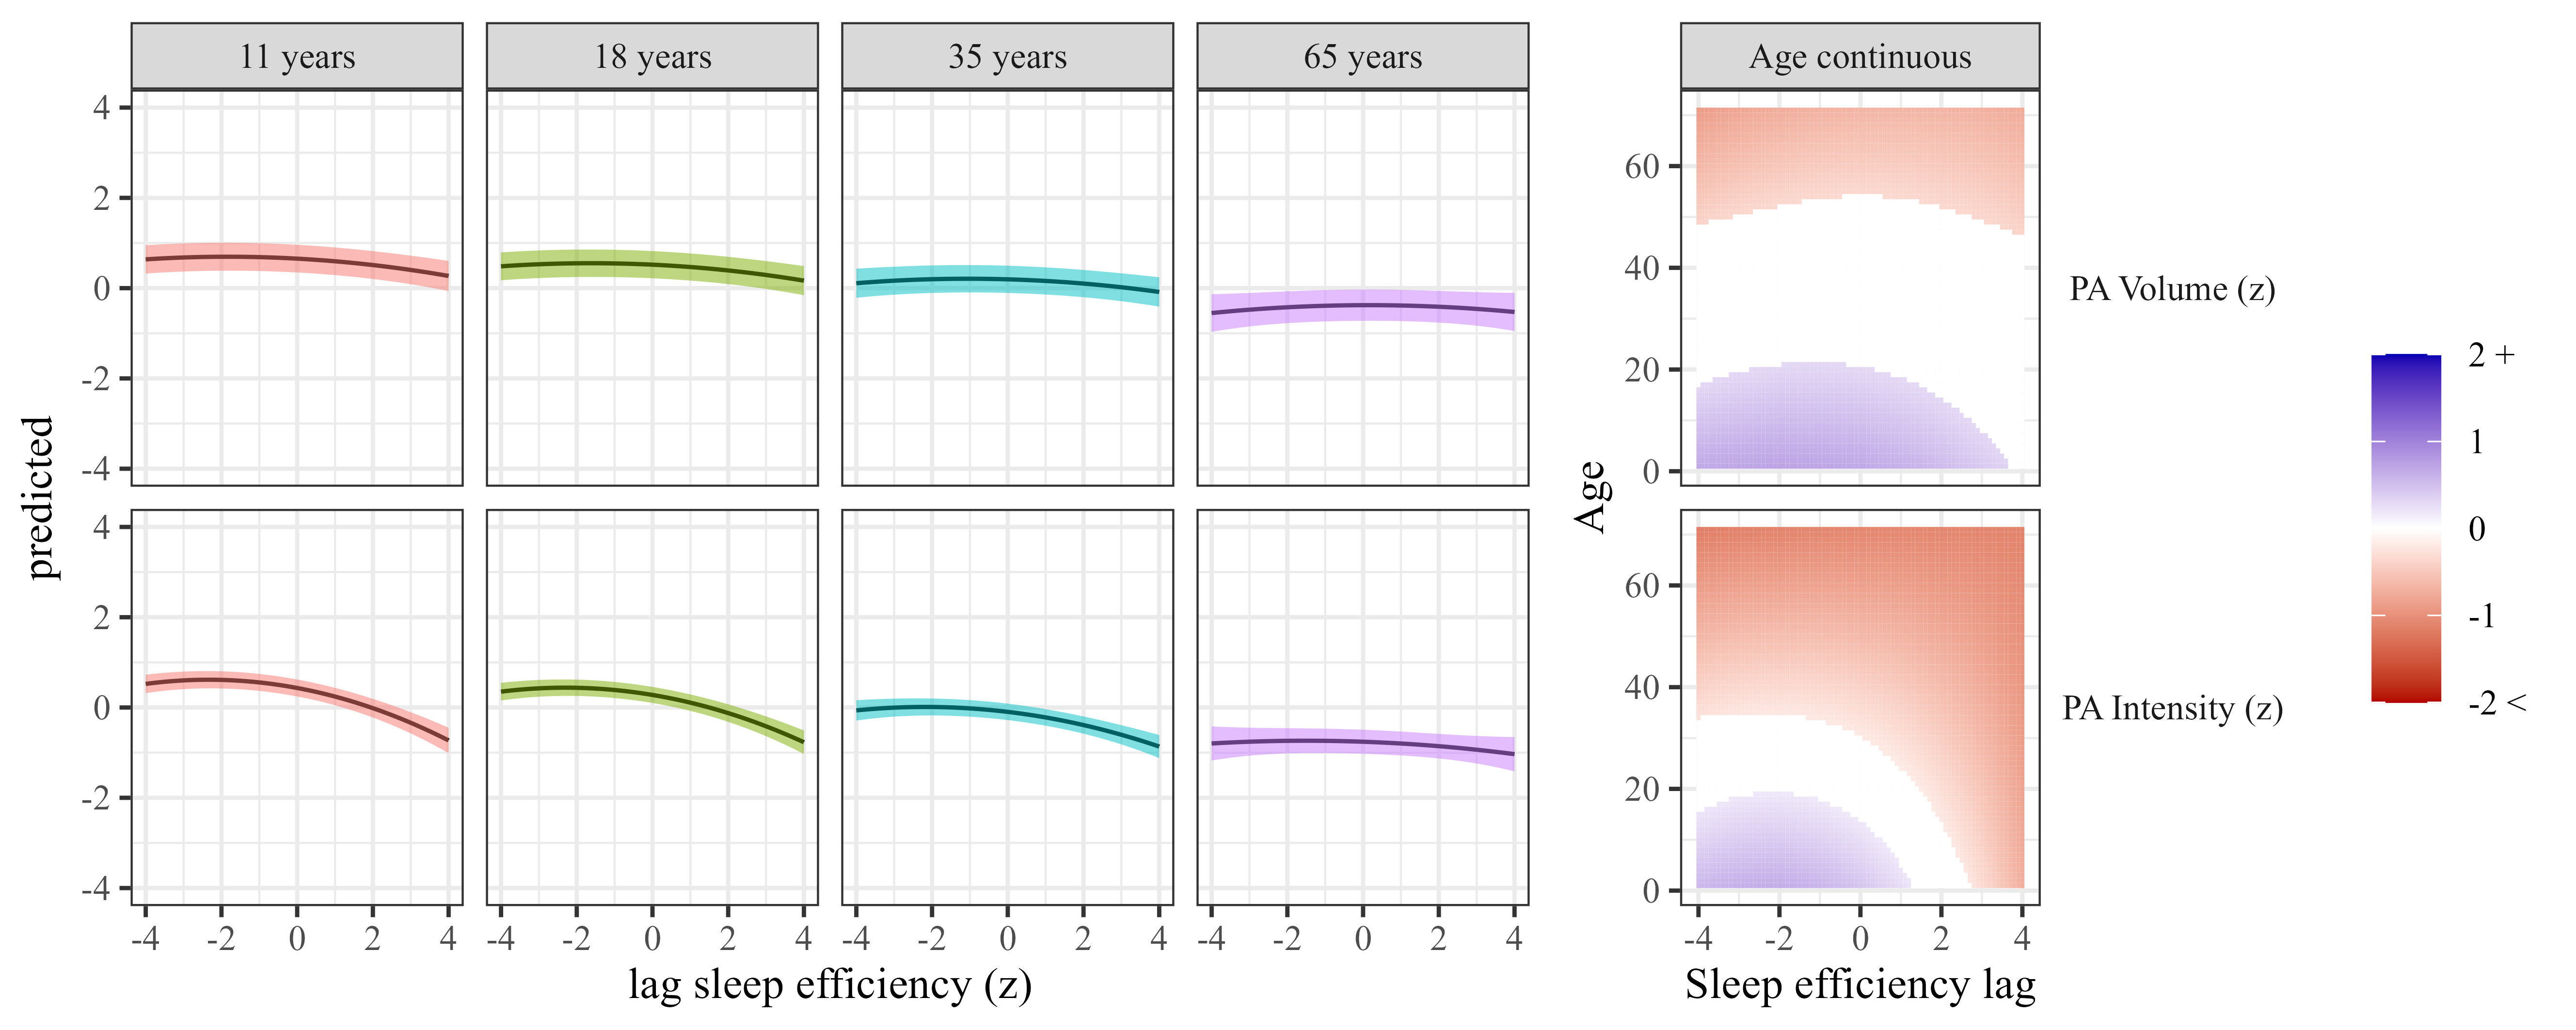 11 years
18 years
35 years
65 years
Age continuous
4
2
0
-2
-4
60
40
20
0
PA Volume (z)
predicted
Age
2 +
1
0
-1
-2 <
4
2
0
-2
-4
60
40
20
0
PA Intensity (z)
-4 -2 0 2 4
-4 -2 0 2 4
-4 -2 0 2 4
-4 -2 0 2 4
-4 -2 0 2 4
lag sleep efficiency (z)
Sleep efficiency lag